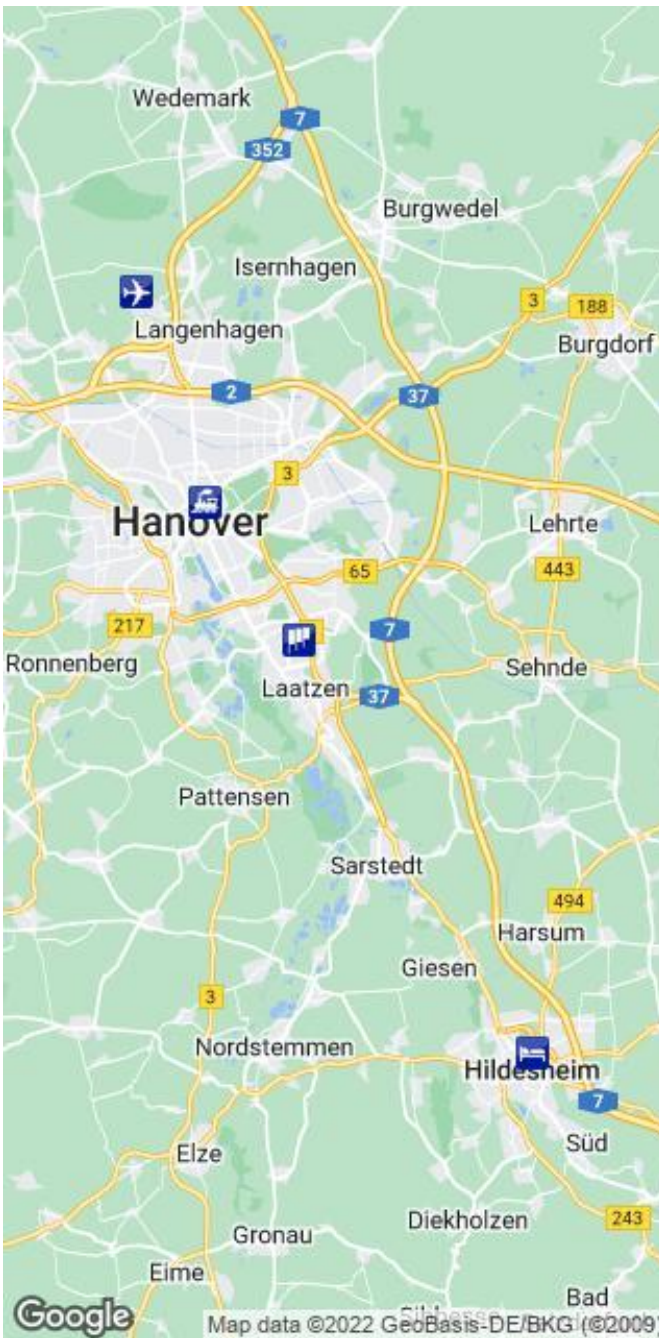 Wedemark
7
352
Burgwedel
Isernhagen
3
188
Langenhagen
Burgdorf
2
37
3
Hanover
Lehrte
65
443
217
7
Ronnenberg
Sehnde
Laatzen
37
Pattensen
Sarstedt
494
Harsum
Giesen
3
Nordstemmen
Hildesheim
7
Süd
Elze
Diekholzen
243
Gronau
Eime
Bad
Google
Map data ©2022 GeoBasis-DE/BKG (©2009